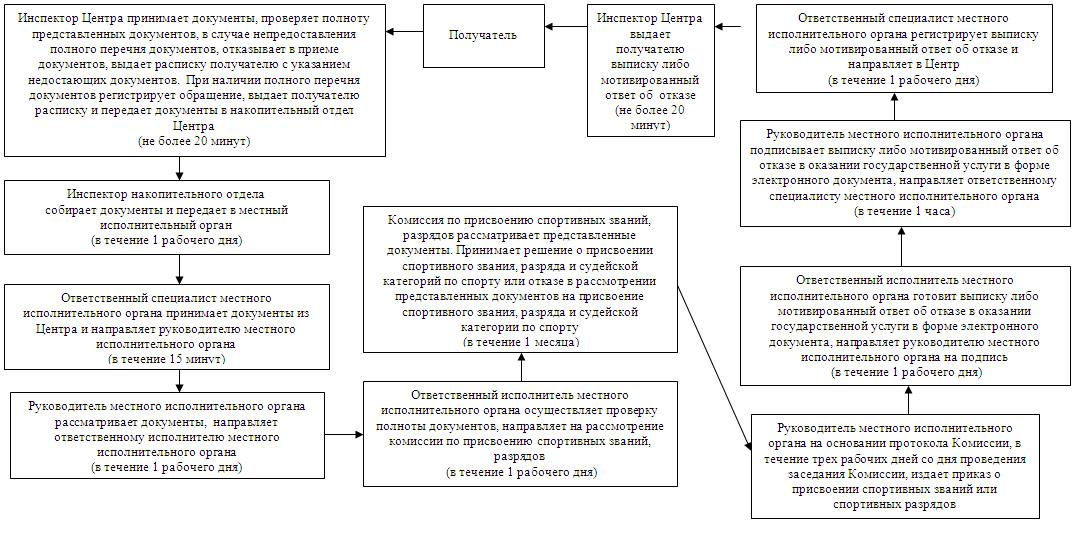 Инспектор Центра принимает документы, проверяет полноту
представленных документов, в случае непредоставления
полного перечня документов, отказывает в приеме
документов, выдает расписку получателю с указанием
недостающих документов. При наличии полного перечня
документов регистрирует обращение, выдает получателю
расписку и передает документы в накопительный отдел
Центра
(не более 20 минут)
Получатель
Инспектор Центра
выдает
получателю
выписку либо
мотивированный
ответ об отказе
(не более 20
минут)
Ответственный специалист местного
исполнительного органа регистрирует выписку
либо мотивированный ответ об отказе и
направляет в Центр
(в течение 1 рабочего дня)
Руководитель местного исполнительного органа
подписывает выписку либо мотивированный ответ об
отказе в оказании государственной услуги в форме
электронного документа, направляет ответственному
специалисту местного исполнительного органа
(в течение 1 часа)
Инспектор накопительного отдела
собирает документы и передает в местный
исполнительный орган
(в течение 1 рабочего дня)
Комиссия по присвоению спортивных званий,
разрядов рассматривает представленные
документы. Принимает решение о присвоении
спортивного звания, разряда и судейской
категорий по спорту или отказе в рассмотрении
представленных документов на присвоение
спортивного звания, разряда и судейской
категории по спорту
(в течение 1 месяца)
Ответственный исполнитель местного
исполнительного органа готовит выписку либо
мотивированный ответ об отказе в оказании
государственной услуги в форме электронного
документа, направляет руководителю местного
исполнительного органа на подпись
(в течение 1 рабочего дня)
Ответственный специалист местного
исполнительного органа принимает документы из
Центра и направляет руководителю местного
исполнительного органа
(в течение 15 минут)
Руководитель местного исполнительного органа
рассматривает документы, направляет
ответственному исполнителю местного
исполнительного органа
(в течение 1 рабочего дня)
Ответственный исполнитель местного
исполнительного органа осуществляет проверку
полноты документов, направляет на рассмотрение
комиссии по присвоению спортивных званий,
разрядов
(в течение 1 рабочего дня)
Руководитель местного исполнительного
органа на основании протокола Комиссии, в
течение трех рабочих дней со дня проведения
заседания Комиссии, издает приказ о
присвоении спортивных званий или
спортивных разрядов